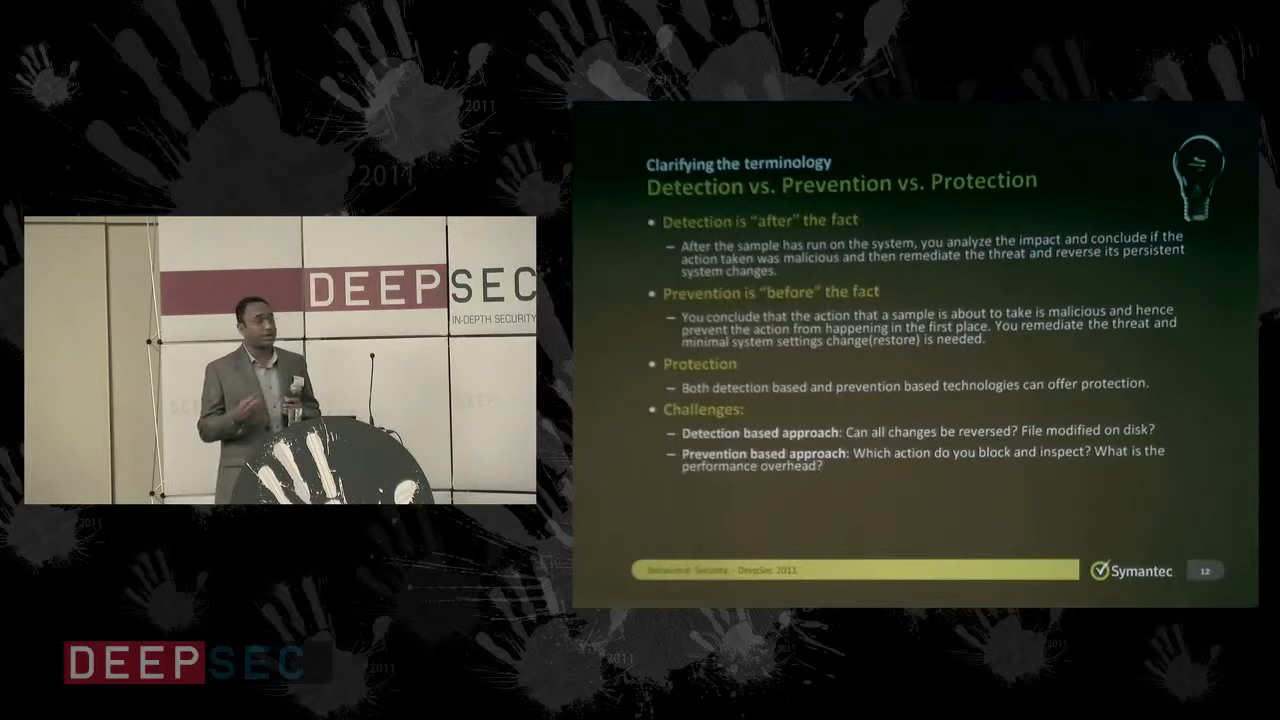 2011
2011
DEEPSEC
IN-DEPTH SECURITY
Clarifying the terminology
Detection vs. Prevention vs. Protection
• Detection is “after” the fact
– After the sample has run on the system, you analyze the impact and conclude if the
action taken was malicious and then remediate the threat and reverse its persistent
system changes.
• Prevention is “before” the fact
– You conclude that the action that a sample is about to take is malicious and hence
prevent the action from happening in the first place. You remediate the threat and
minimal system settings change(restore) is needed.
• Protection
– Both detection based and prevention based technologies can offer protection.
• Challenges:
– Detection based approach: Can all changes be reversed? File modified on disk?
– Prevention based approach: Which action do you block and inspect? What is the
performance overhead?
Behavioral Security - DeepSec 2011
Symantec
12
2011
DEEPSEC
2011
2011
2011
2011